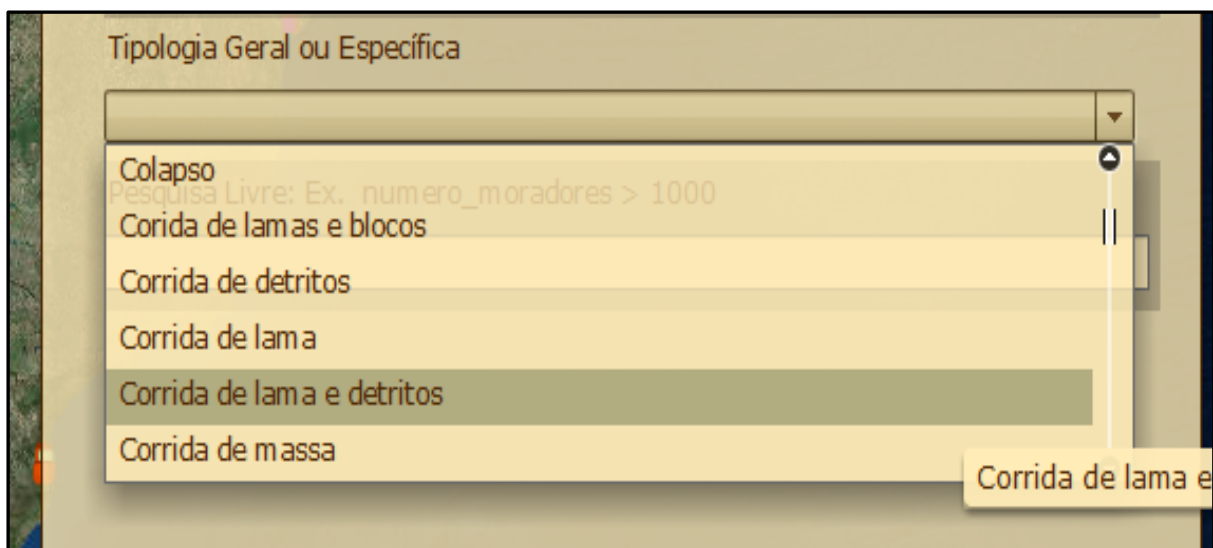 Tipologia Geral ou Específica
Colapso
Pesquisa Livre: Ex. numero_moradores > 1000
Corida de lamas e blocos
Corrida de detritos
Corrida de lama
Corrida de lama e detritos
Corrida de massa
Corrida de lama e